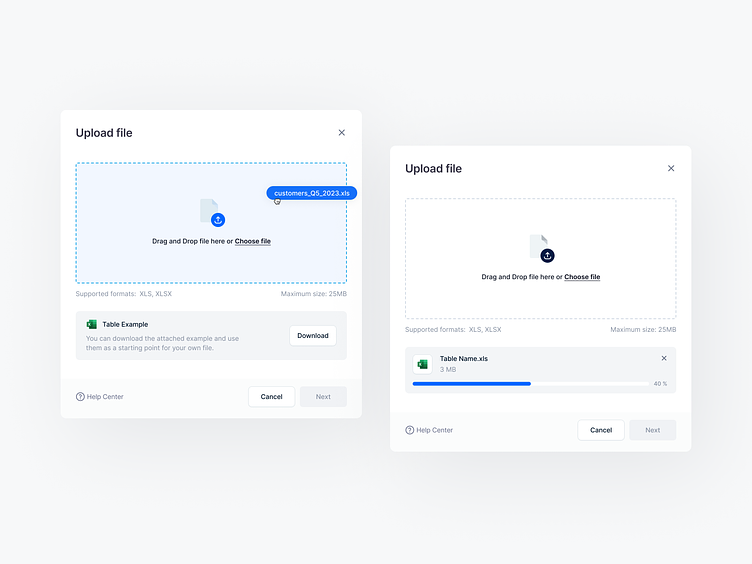 Upload file
customers_Q5_2023.xls
Drag and Drop file here or Choose file
Supported formats: XLS, XLSX
Maximum size: 25MB
Table Example
You can download the attached example and use
them as a starting point for your own file.
Download
Help Center
Cancel
Next
Upload file
Drag and Drop file here or Choose file
Supported formats: XLS, XLSX
Maximum size: 25MB
Table Name.xls
3 MB
40 %
Help Center
Cancel
Next